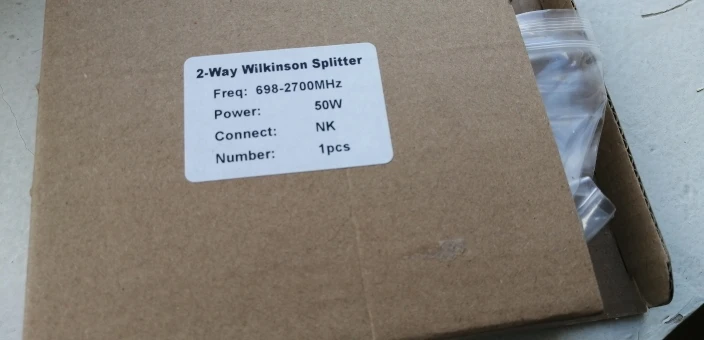 2-Way Wilkinson Splitter
Freq: 698-2700MHz
Power: 50W
Connect: NK
Number: 1pcs